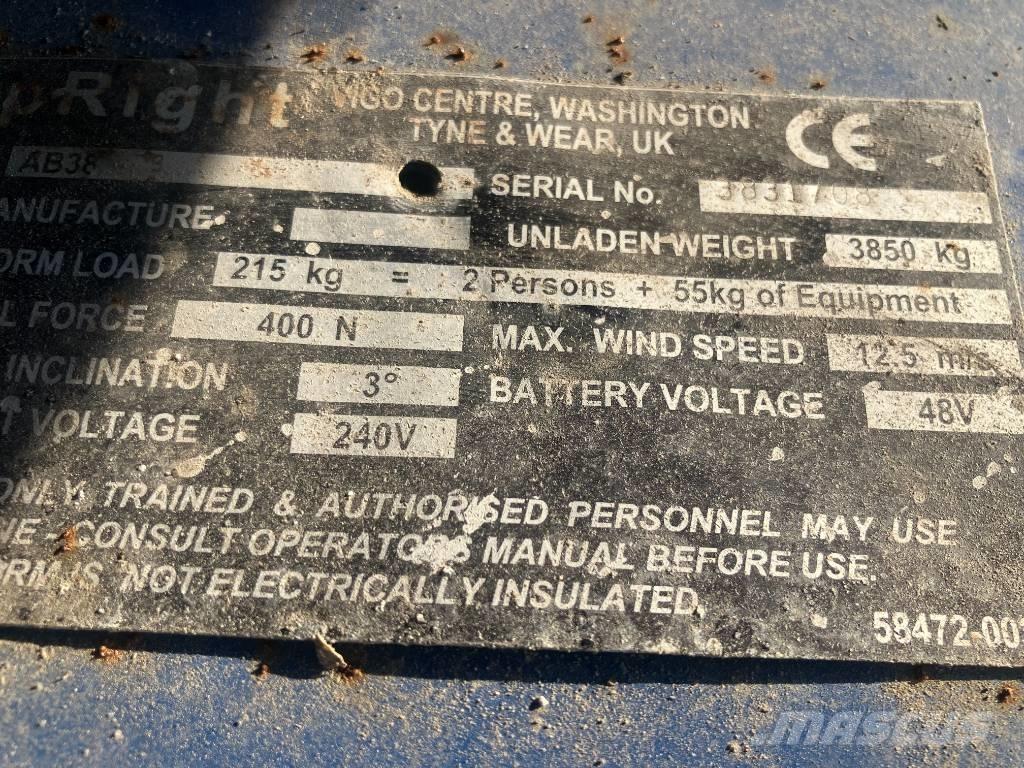 pRight
VIGO CENTRE, WASHINGTON
TYNE & WEAR, UK
CE
AB38
SERIAL No.
ANUFACTURE
UNLADEN WEIGHT 3850 kg
ORM LOAD 215 kg = 2 Persons + 55kg of Equipment
L FORCE 400 N
MAX. WIND SPEED 12.5 m/s
INCLINATION 3°
BATTERY VOLTAGE 48V
VOLTAGE 240V
ONLY TRAINED & AUTHORISED PERSONNEL MAY USE
NE - CONSULT OPERATORS MANUAL BEFORE USE.
ORM IS NOT ELECTRICALLY INSULATED.
58472-00
MASCUS